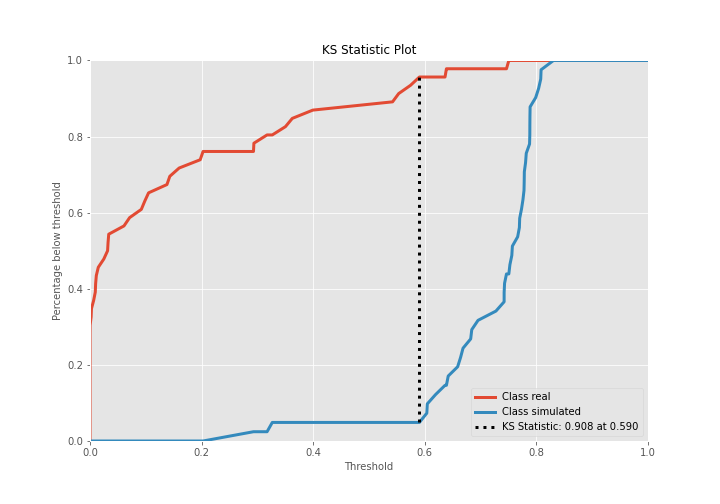 KS Statistic Plot
1.0
0.8
0.6
0.4
0.2
0.0
Percentage below threshold
0.0 0.2 0.4 0.6 0.8 1.0
Threshold
Class real
Class simulated
KS Statistic: 0.908 at 0.590